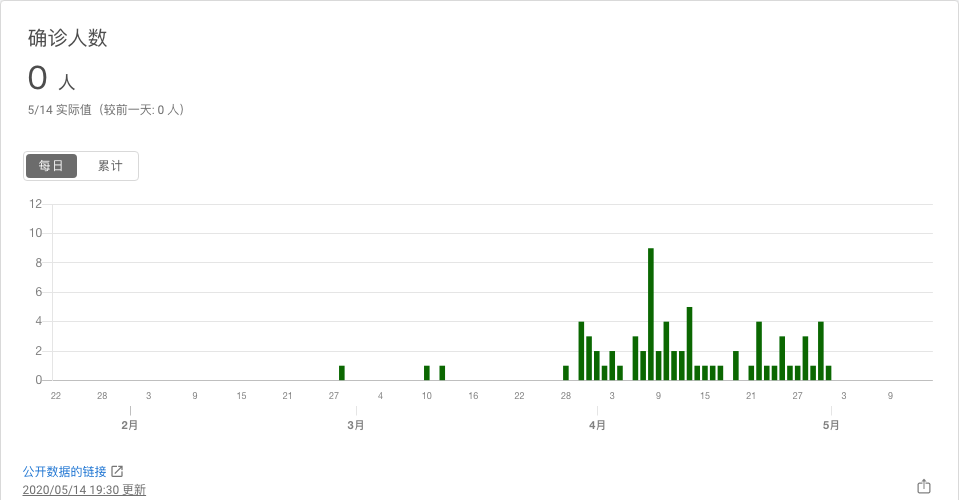 确诊人数
0 人
5/14 实际值（较前一天: 0 人）
每日 累计
12
10
8
6
4
2
0
22 28 3 9 15 21 27 4 10 16 22 28 3 9 15 21 27 3 9
2月 3月 4月 5月
公开数据的链接
2020/05/14 19:30 更新